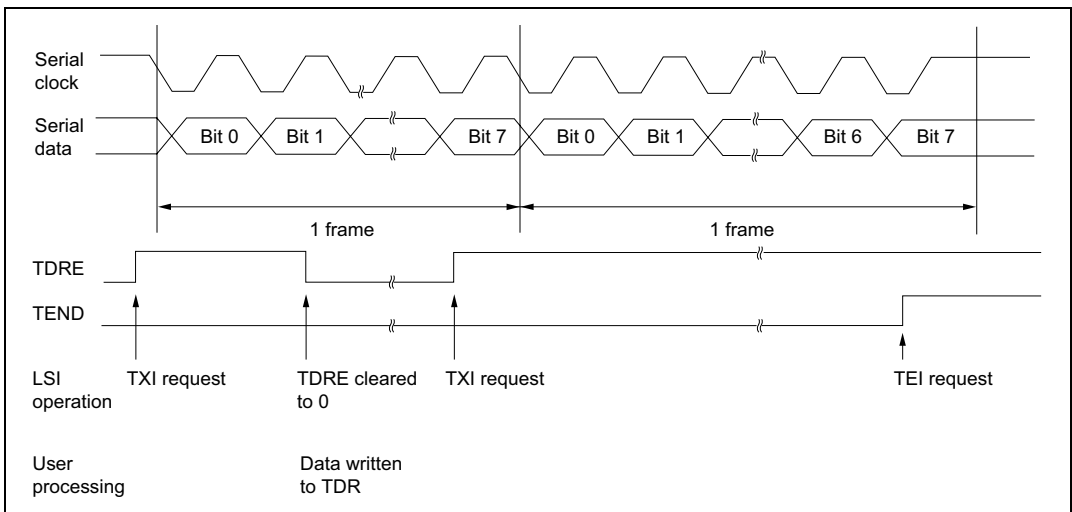 Serial
clock
Serial
data
Bit 0
Bit 1
Bit 7
Bit 0
Bit 1
Bit 6
Bit 7
1 frame
1 frame
TDRE
TEND
LSI
operation
TXI request
TDRE cleared
to 0
TXI request
TEI request
User
processing
Data written
to TDR